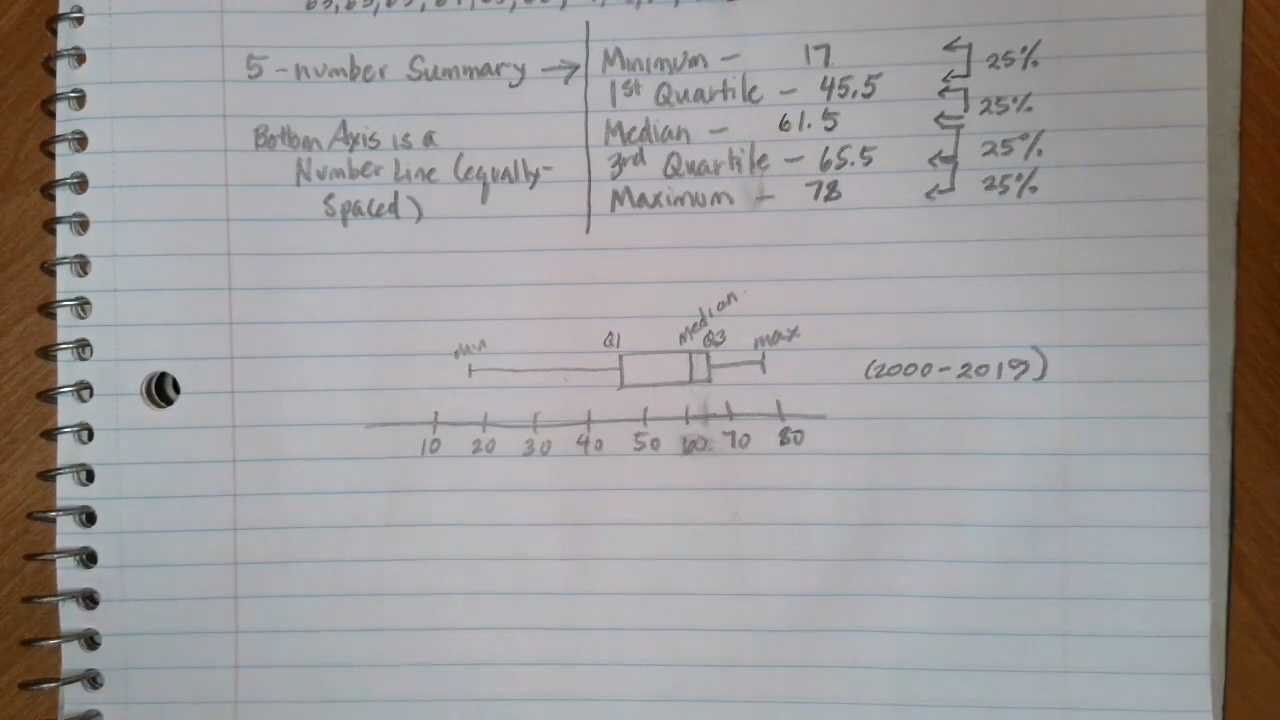 5-number Summary → Minimum - 17 25%
1st Quartile - 45.5 25%
Bottom Axis is a Median - 61.5
Number Line (equally- 3rd Quartile - 65.5 25%
Spaced) Maximum - 78 25%
Median
Min Q1 Q3 max
(2000-2019)
10 20 30 40 50 60 70 80